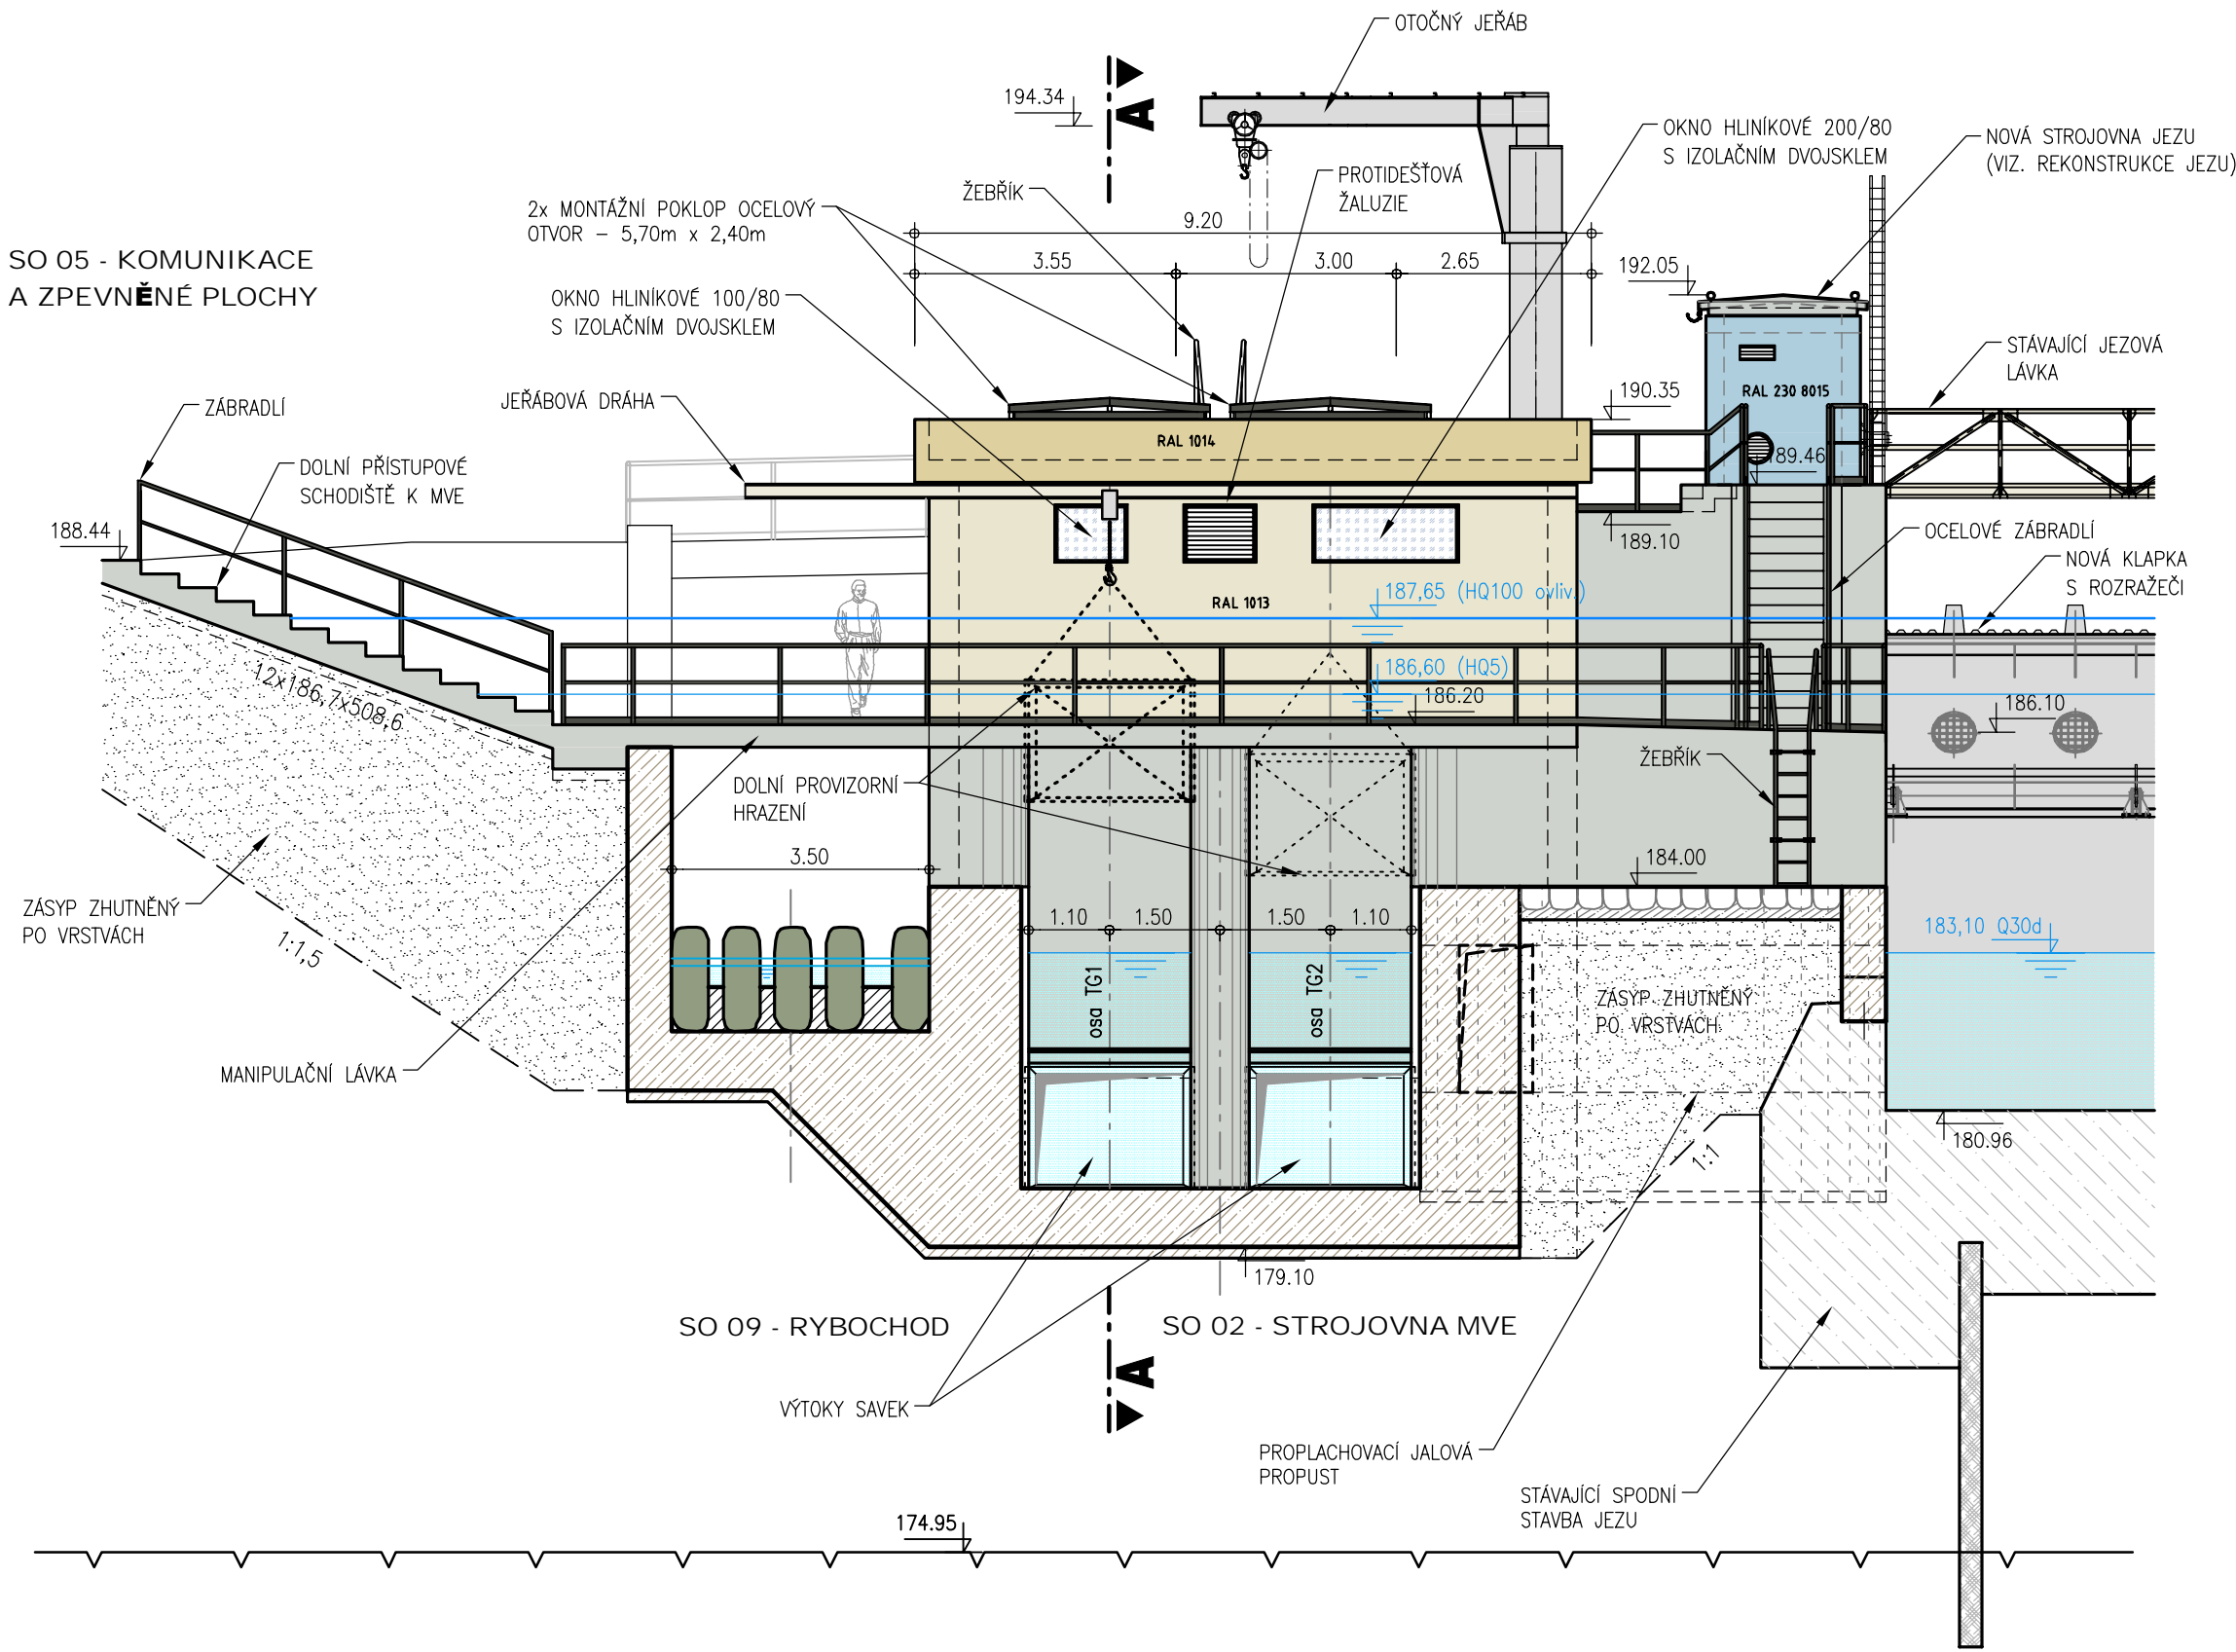 OTOČNÝ JEŘÁB
194.34
A
OKNO HLINÍKOVÉ 200/80
S IZOLAČNÍM DVOJSKLEM
NOVÁ STROJOVNA JEZU
(VIZ. REKONSTRUKCE JEZU)
PROTIDEŠŤOVÁ
ŽALUZIE
ŽEBŘÍK
2x MONTÁŽNÍ POKLOP OCELOVÝ
OTVOR – 5,70m x 2,40m
9.20
3.55
3.00
2.65
SO 05 - KOMUNIKACE
A ZPEVNĚNÉ PLOCHY
192.05
OKNO HLINÍKOVÉ 100/80
S IZOLAČNÍM DVOJSKLEM
STÁVAJÍCÍ JEZOVÁ
LÁVKA
RAL 230 8015
190.35
JEŘÁBOVÁ DRÁHA
ZÁBRADLÍ
RAL 1014
189.46
DOLNÍ PŘÍSTUPOVÉ
SCHODIŠTĚ K MVE
188.44
189.10
OCELOVÉ ZÁBRADLÍ
NOVÁ KLAPKA
S ROZRAŽEČI
187,65 (HQ100 ovliv.)
RAL 1013
186,60 (HQ5)
186.20
186.10
12x186,7x508,6
ŽEBŘÍK
DOLNÍ PROVIZORNÍ
HRAZENÍ
3.50
184.00
ZÁSYP ZHUTNĚNÝ
PO VRSTVÁCH
1:1,5
1.10
1.50
1.50
1.10
183,10 Q30d
osa TG1
osa TG2
ZÁSYP ZHUTNĚNÝ
PO VRSTVÁCH
MANIPULAČNÍ LÁVKA
180.96
1:1
179.10
SO 09 - RYBOCHOD
SO 02 - STROJOVNA MVE
A
VÝTOKY SAVEK
PROPLACHOVACÍ JALOVÁ
PROPUST
STÁVAJÍCÍ SPODNÍ
STAVBA JEZU
174.95